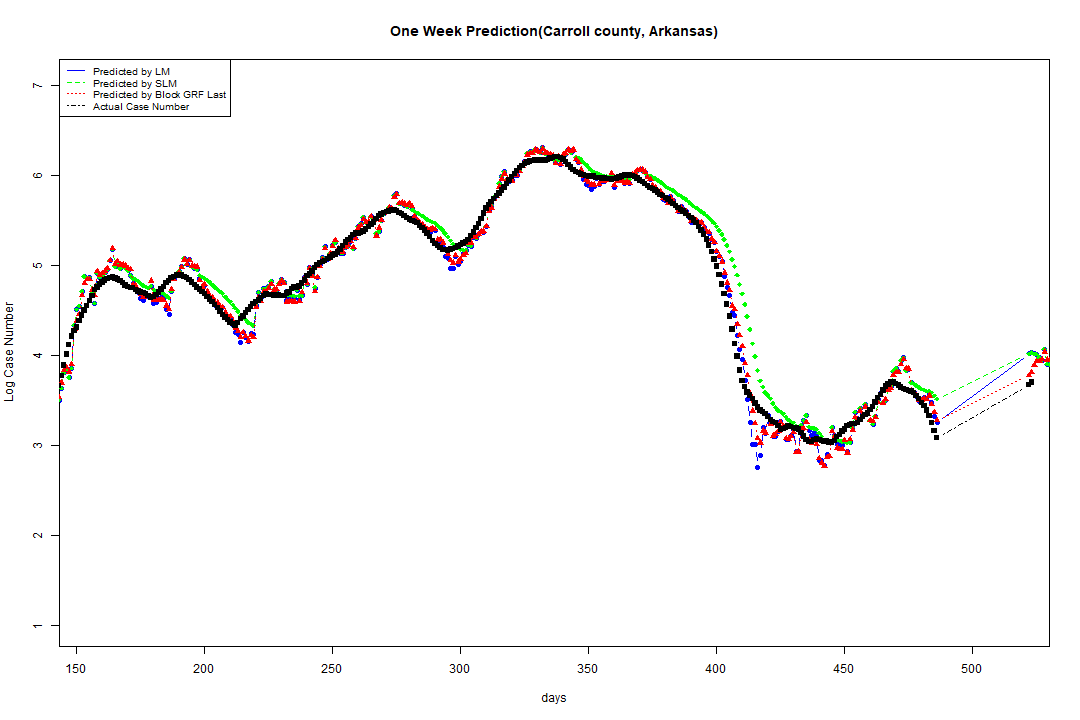 One Week Prediction(Carroll county, Arkansas)
Predicted by LM
Predicted by SLM
Predicted by Block GRF Last
Actual Case Number
Log Case Number
7
6
5
4
3
2
1
150 200 250 300 350 400 450 500
days